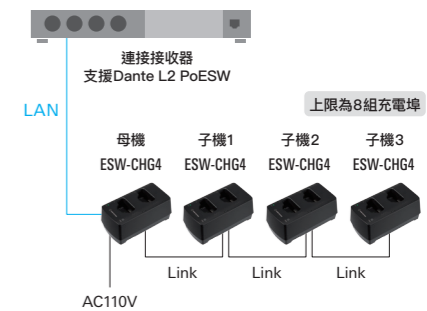 連接接收器
支援Dante L2 PoESW
LAN
上限為8組充電埠
母機
ESW-CHG4
子機1
ESW-CHG4
子機2
ESW-CHG4
子機3
ESW-CHG4
Link
Link
Link
AC110V